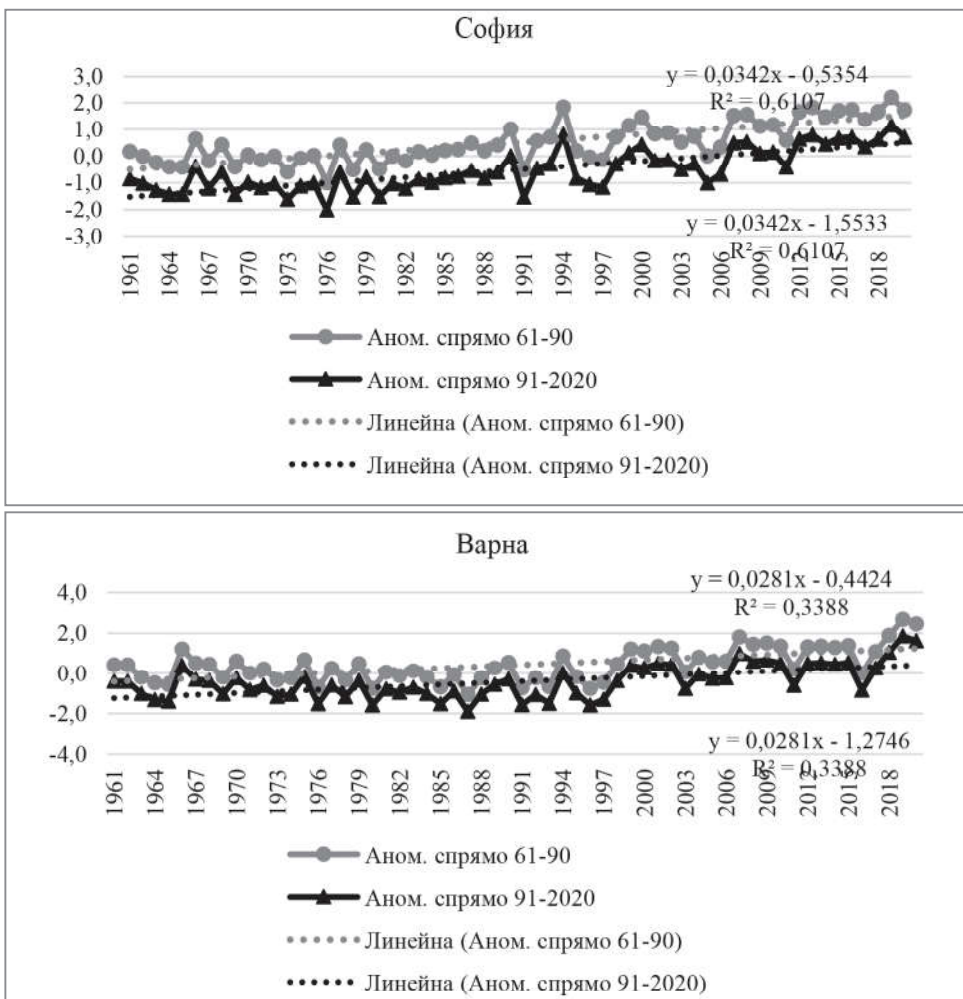 София
y = 0,0342x - 0,5354
R² = 0,6107
3,0
2,0
1,0
0,0
-1,0
-2,0
-3,0
y = 0,0342x - 1,5533
R² = 0,6107
1961
1964
1967
1970
1973
1976
1979
1982
1985
1988
1991
1994
1997
2000
2003
2006
2009
2012
2015
2018
Аном. спрямо 61-90
Аном. спрямо 91-2020
Линейна (Аном. спрямо 61-90)
Линейна (Аном. спрямо 91-2020)
Варна
y = 0,0281x - 0,4424
R² = 0,3388
4,0
2,0
0,0
-2,0
-4,0
y = 0,0281x - 1,2746
R² = 0,3388
1961
1964
1967
1970
1973
1976
1979
1982
1985
1988
1991
1994
1997
2000
2003
2006
2009
2012
2015
2018
Аном. спрямо 61-90
Аном. спрямо 91-2020
Линейна (Аном. спрямо 61-90)
Линейна (Аном. спрямо 91-2020)